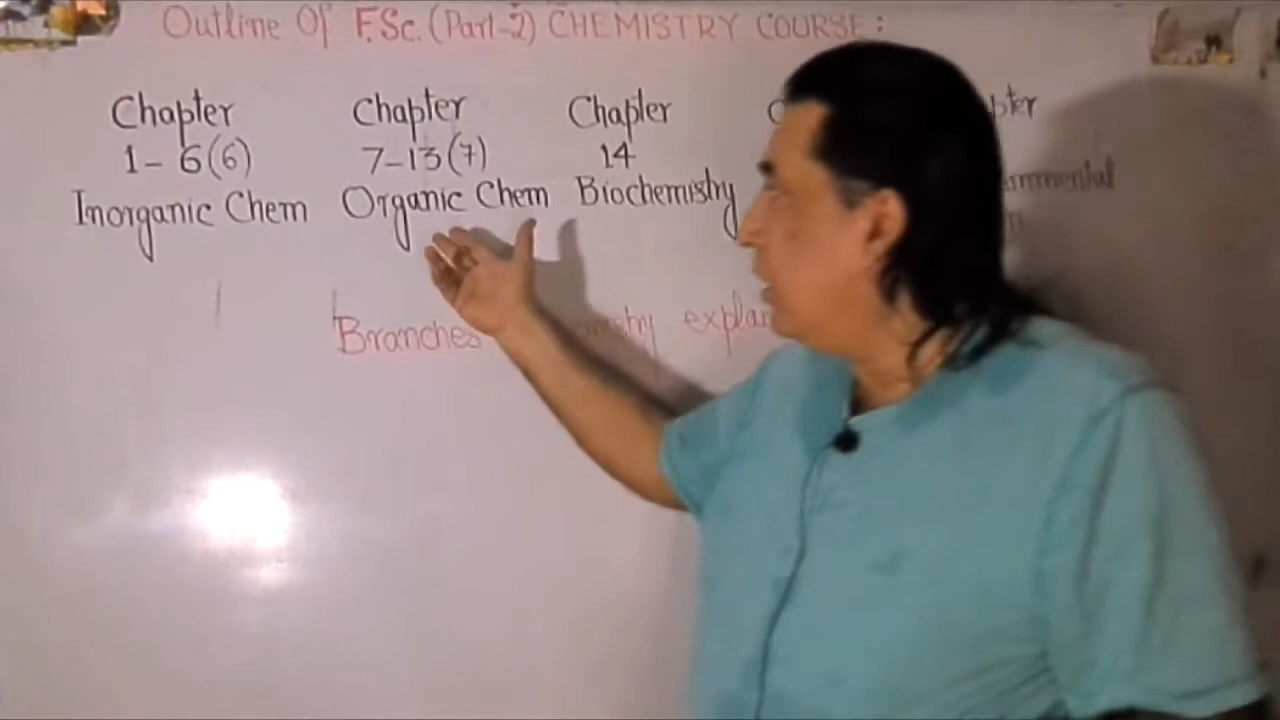 Outline Of F.Sc. (Part-2) CHEMISTRY COURSE:
Chapter Chapter Chapter
1-6(6) 7-13(7) 14
Inorganic Chem Organic Chem Biochemistry
Branches